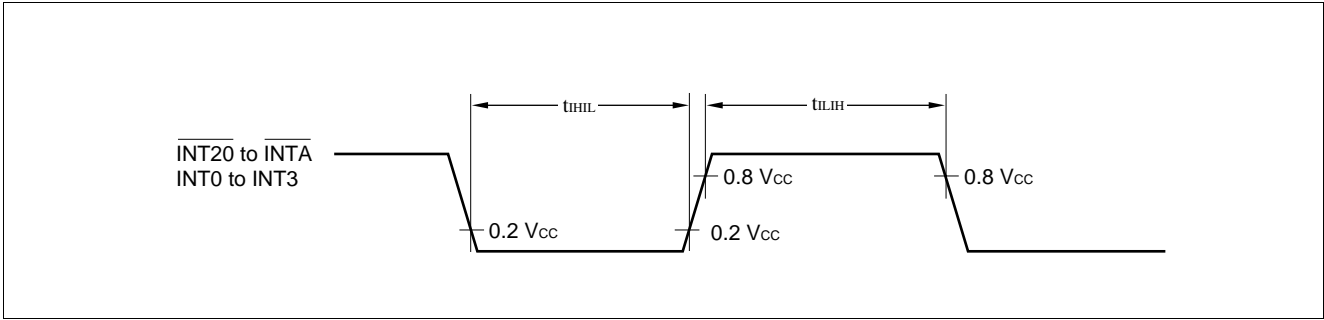 tIHIL
tILIH
INT20 to INTA
INT0 to INT3
0.8 VCC
0.8 VCC
0.2 VCC
0.2 VCC